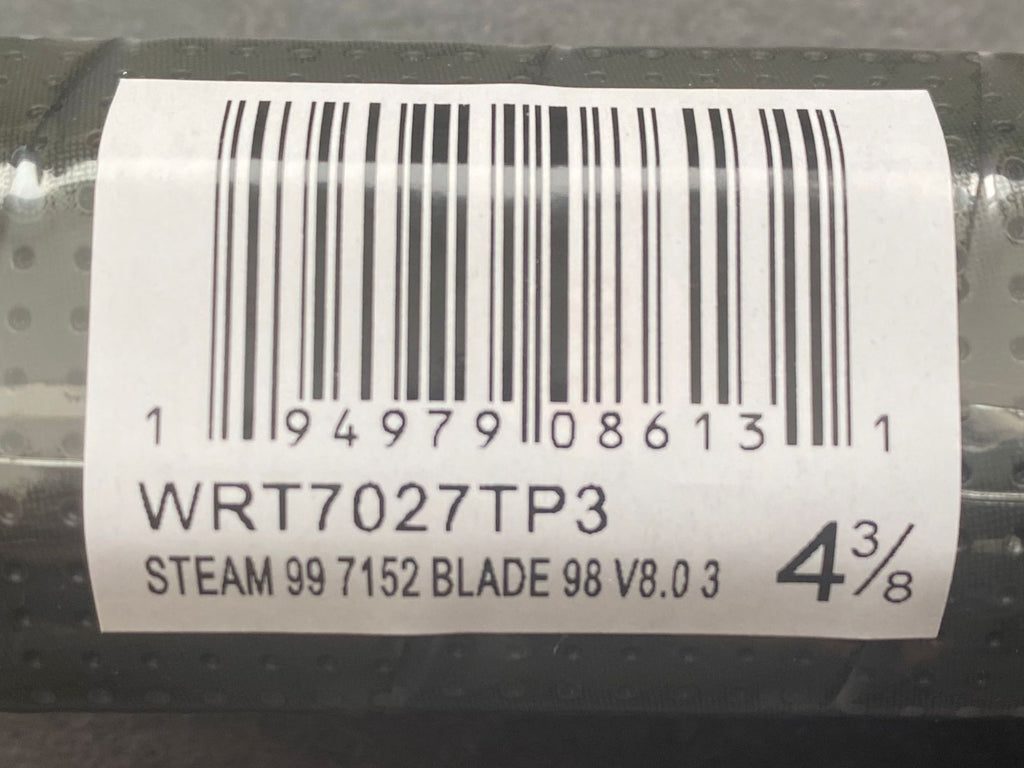 1 94979 08613 1
WRT7027TP3
STEAM 99 7152 BLADE 98 V8.0 3
4 3/8